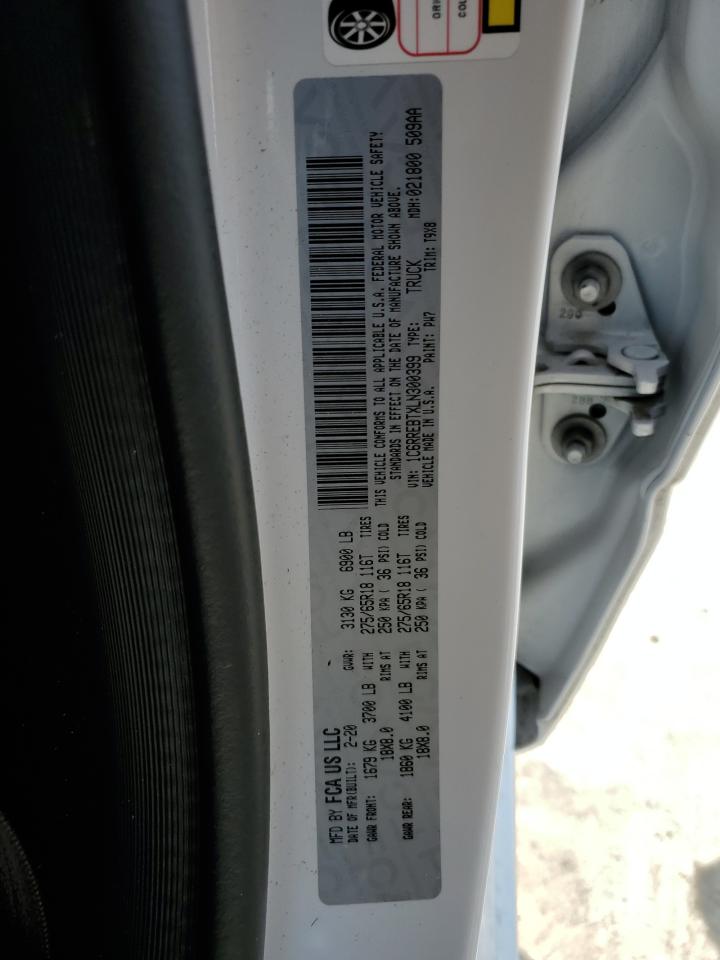 DRI
COL
MFD BY FCA US LLC
DATE OF MFR(BUILT): 2-20 GVWR: 3130 KG 6900 LB
GAWR FRONT: 1679 KG 3700 LB WITH 275/65R18 116T TIRES
18X8.0 RIMS AT 250 KPA ( 36 PSI) COLD
GAWR REAR: 1860 KG 4100 LB WITH 275/65R18 116T TIRES
18X8.0 RIMS AT 250 KPA ( 36 PSI) COLD
THIS VEHICLE CONFORMS TO ALL APPLICABLE U.S.A. FEDERAL MOTOR VEHICLE SAFETY
STANDARDS IN EFFECT ON THE DATE OF MANUFACTURE SHOWN ABOVE.
VIN: 1C6RREBTXLN300399 TYPE: TRUCK MDH:021800 509AA
VEHICLE MADE IN U.S.A. PAINT: PW7 TRIM: T9X8